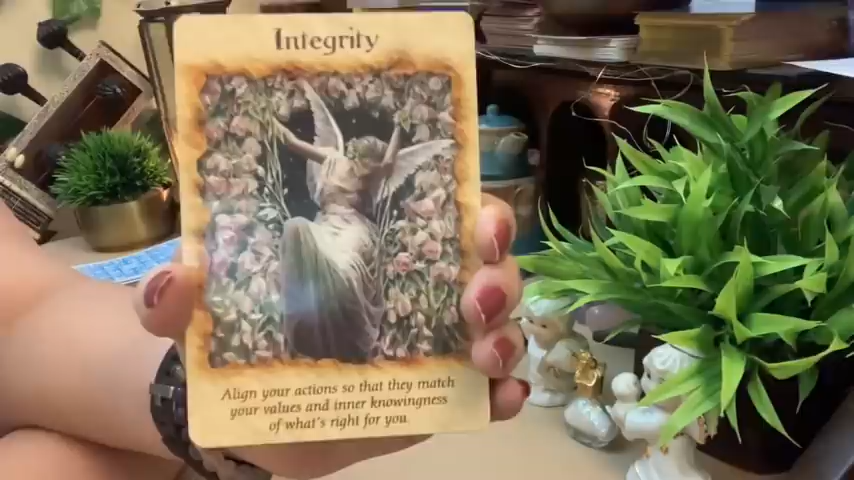 Integrity
Align your actions so that they match
your values and inner knowingness
of what's right for you.